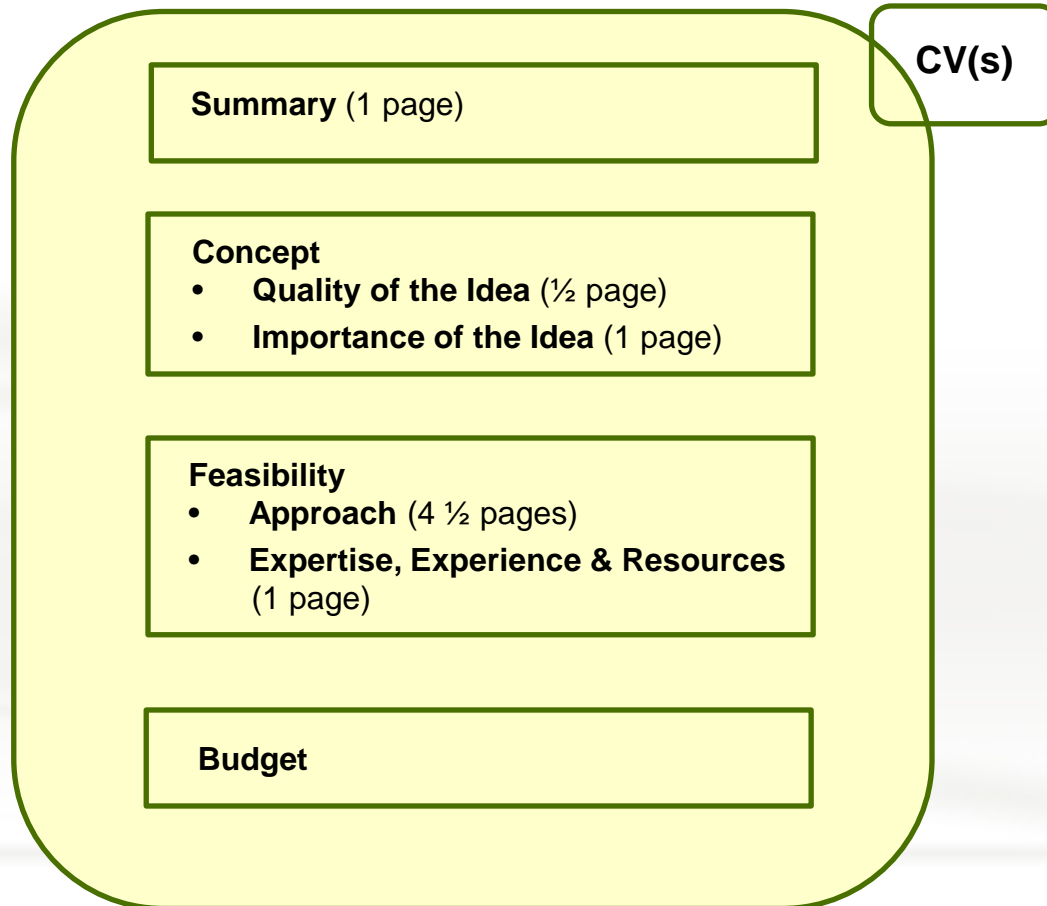 CV(s)
Summary (1 page)
Concept
• Quality of the Idea (½ page)
• Importance of the Idea (1 page)
Feasibility
• Approach (4 ½ pages)
• Expertise, Experience & Resources
(1 page)
Budget